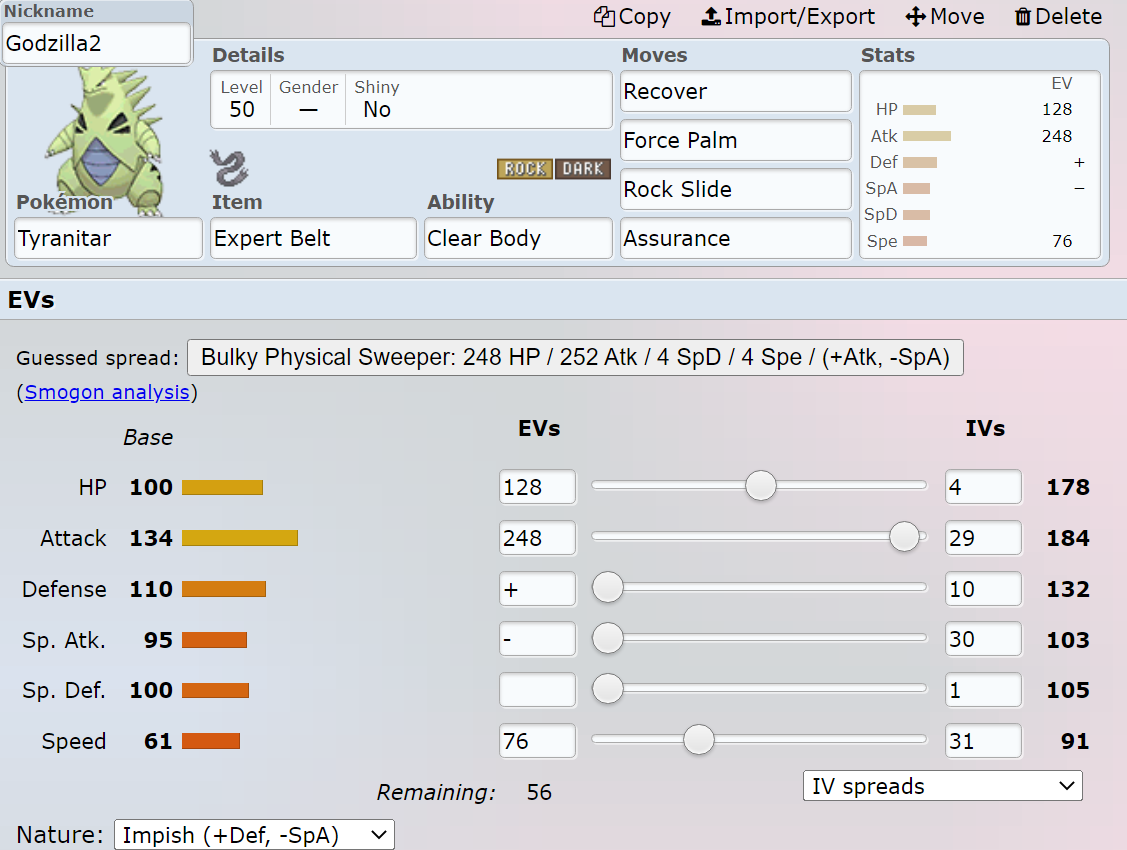 Nickname
Copy Import/Export Move Delete
Godzilla2
Details
Moves
Stats
Level Gender Shiny
50 — No
ROCK DARK
Pokémon
Item
Ability
Tyranitar
Expert Belt
Clear Body
Recover
Force Palm
Rock Slide
Assurance
EV
HP 128
Atk 248
Def +
SpA −
SpD
Spe 76
EVs
Guessed spread: Bulky Physical Sweeper: 248 HP / 252 Atk / 4 SpD / 4 Spe / (+Atk, -SpA)
(Smogon analysis)
Base EVs IVs
HP 100 128 4 178
Attack 134 248 29 184
Defense 110 + 10 132
Sp. Atk. 95 - 30 103
Sp. Def. 100 1 105
Speed 61 76 31 91
Remaining: 56
IV spreads
Nature: Impish (+Def, -SpA)